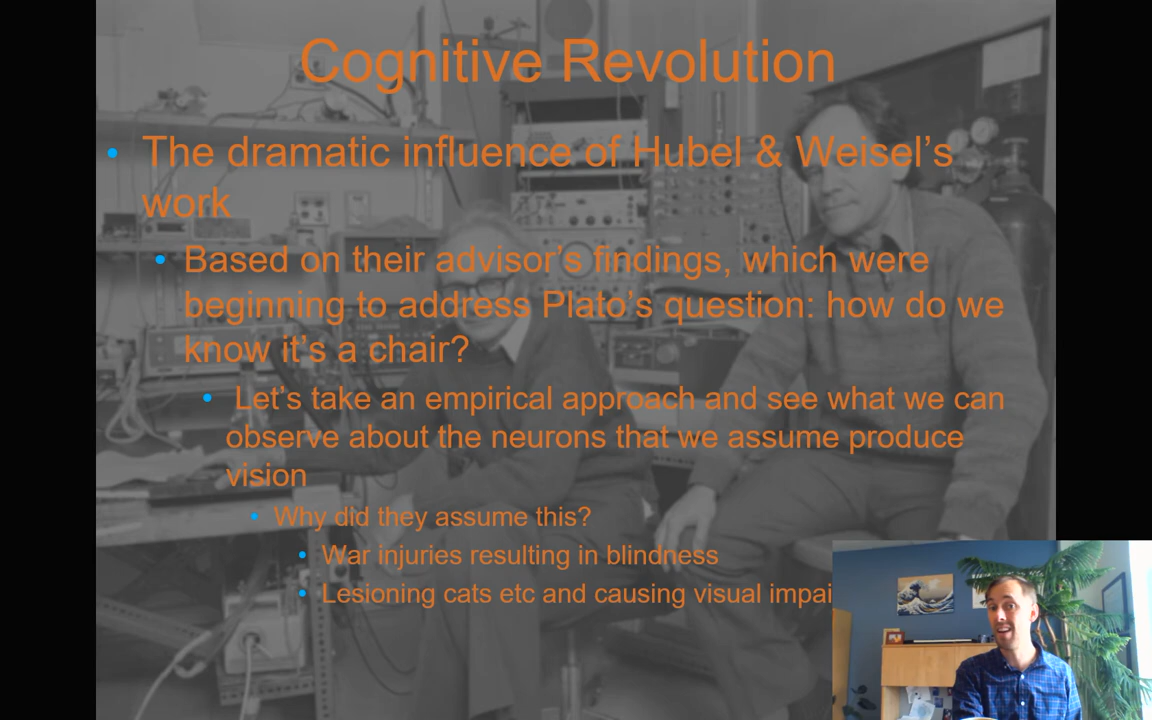 Cognitive Revolution
• The dramatic influence of Hubel & Weisel’s
work
• Based on their advisor’s findings, which were
beginning to address Plato’s question: how do we
know it’s a chair?
• Let’s take an empirical approach and see what we can
observe about the neurons that we assume produce
vision
• Why did they assume this?
• War injuries resulting in blindness
• Lesioning cats etc and causing visual impai